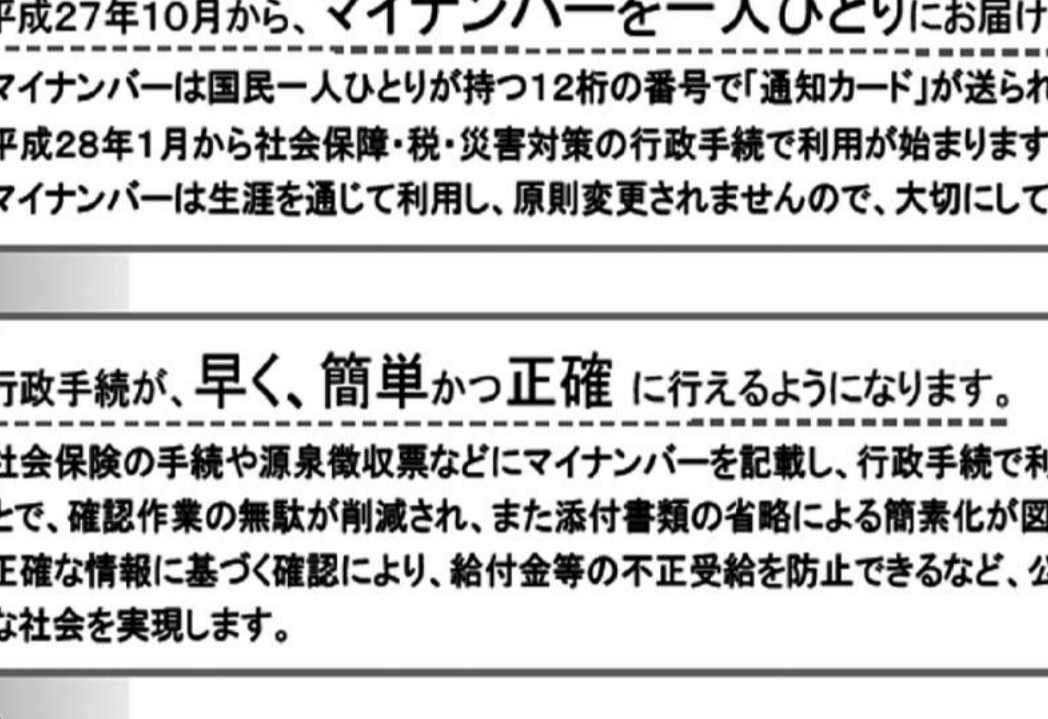 平成27年10月から、マイナンバーを一人ひとりにお届け
マイナンバーは国民一人ひとりが持つ12桁の番号で「通知カード」が送られ
平成28年1月から社会保障・税・災害対策の行政手続で利用が始まります
マイナンバーは生涯を通じて利用し、原則変更されませんので、大切にして
行政手続が、早く、簡単かつ正確 に行えるようになります。
社会保険の手続や源泉徴収票などにマイナンバーを記載し、行政手続で利
とで、確認作業の無駄が削減され、また添付書類の省略による簡素化が図
正確な情報に基づく確認により、給付金等の不正受給を防止できるなど、公
な社会を実現します。